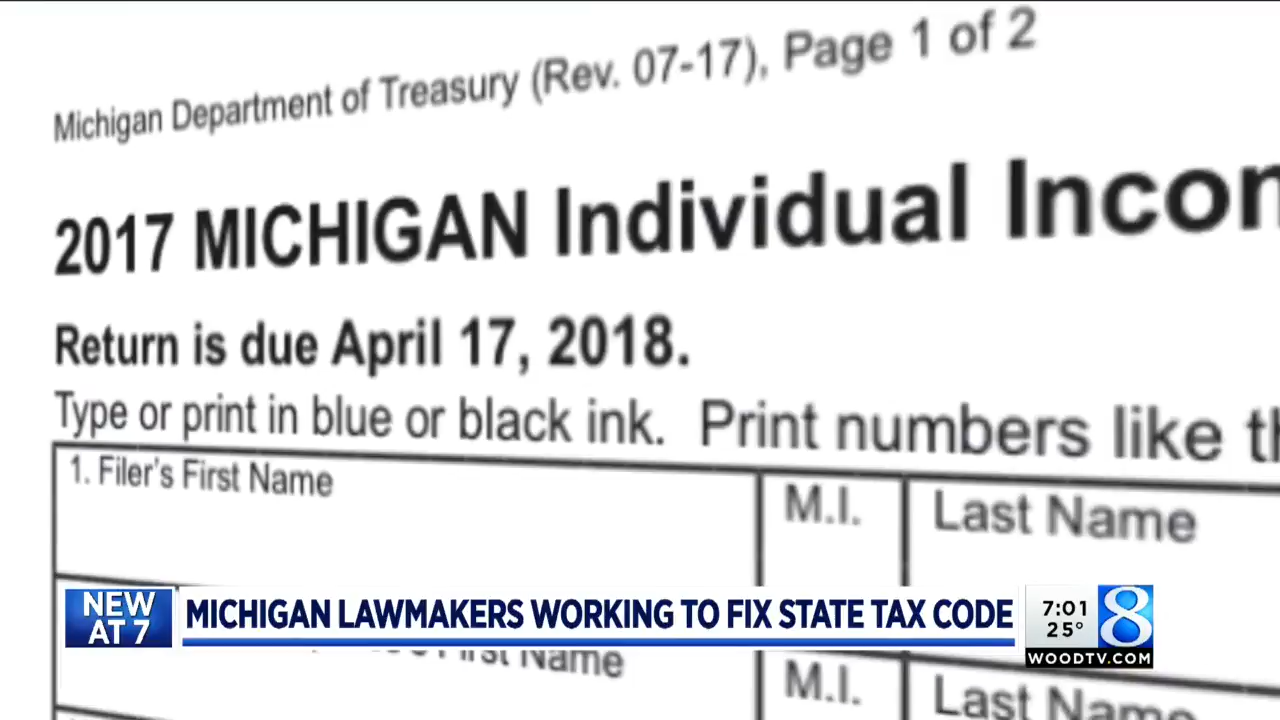 Michigan Department of Treasury (Rev. 07-17), Page 1 of 2
2017 MICHIGAN Individual Incon
Return is due April 17, 2018.
Type or print in blue or black ink. Print numbers like th
1. Filer's First Name
M.I.
Last Name
NEW
AT 7
MICHIGAN LAWMAKERS WORKING TO FIX STATE TAX CODE
7:01
25°
8
WOODTV.COM
First Name
M.I.
Last Name